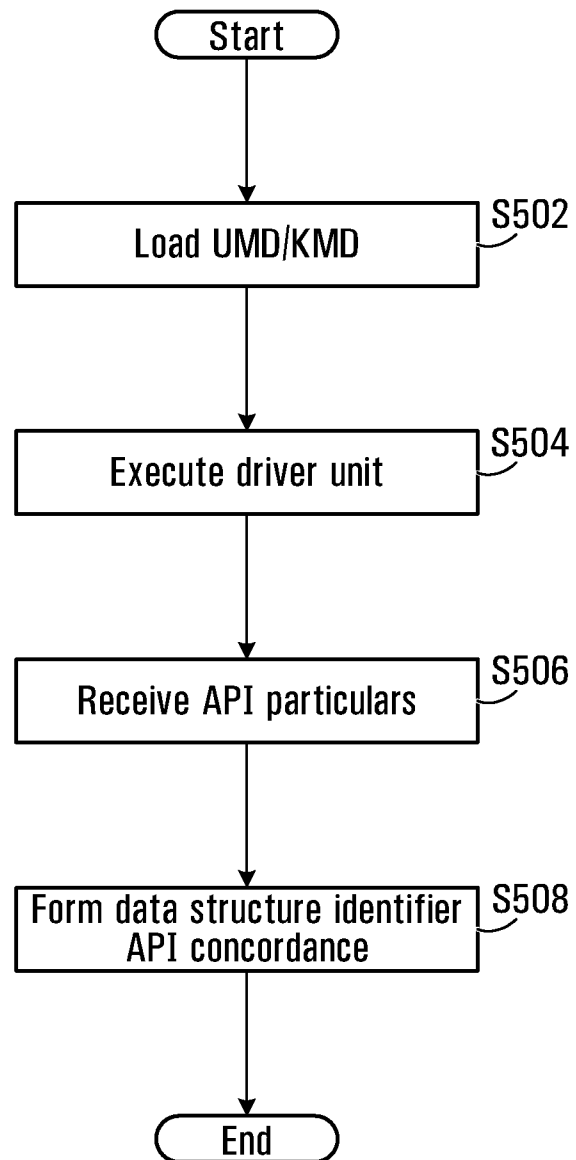 Start
S502
Load UMD/KMD
S504
Execute driver unit
S506
Receive API particulars
S508
Form data structure identifier
API concordance
End